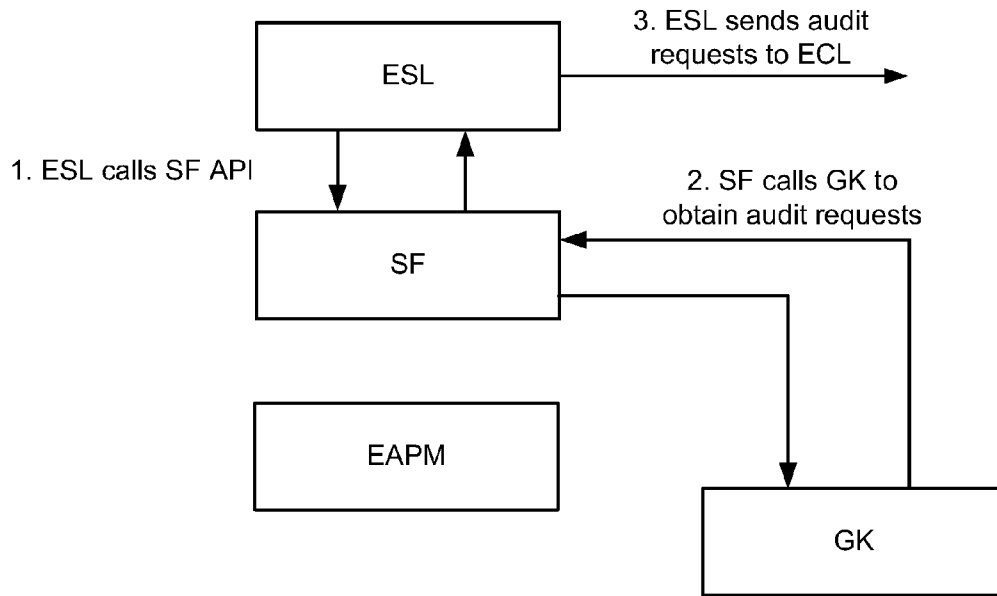 3. ESL sends audit
requests to ECL
ESL
1. ESL calls SF API
2. SF calls GK to
obtain audit requests
SF
EAPM
GK